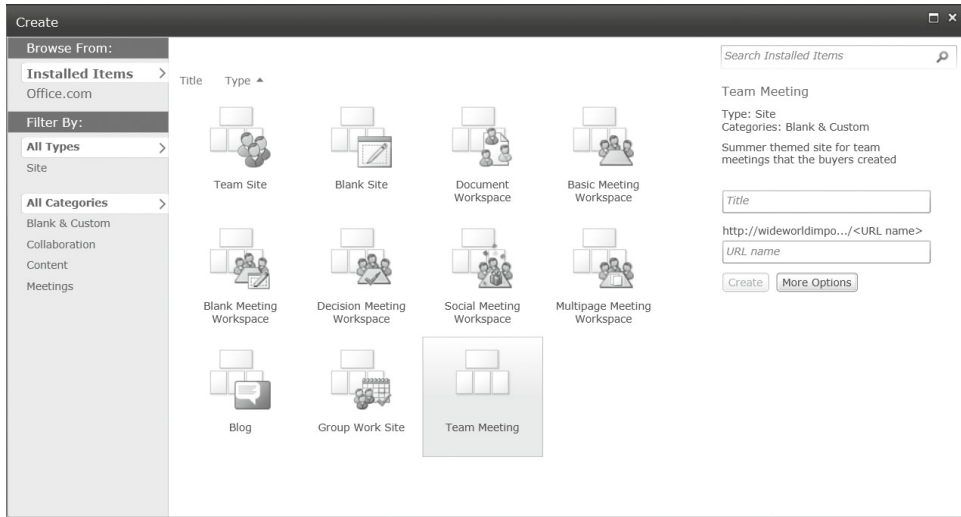 Create
Browse From:
Installed Items
Office.com
Filter By:
All Types
Site
All Categories
Blank & Custom
Collaboration
Content
Meetings
Title Type
Team Site
Blank Site
Document
Workspace
Basic Meeting
Workspace
Blank Meeting
Workspace
Decision Meeting
Workspace
Social Meeting
Workspace
Multipage Meeting
Workspace
Blog
Group Work Site
Team Meeting
Search Installed Items
Team Meeting
Type: Site
Categories: Blank & Custom
Summer themed site for team
meetings that the buyers created
Title
http://wideworldimpo.../<URL name>
URL name
Create More Options